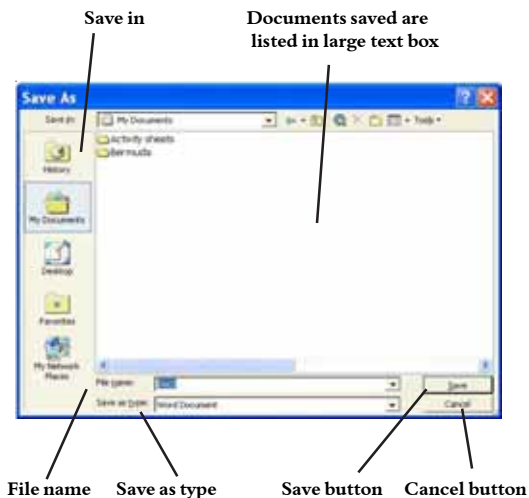 Save in
Documents saved are
listed in large text box
Save As
Save in:
My Documents
Tools
Activity sheets
Bermuda
History
My Documents
Desktop
Favorites
My Network
Places
File name:
Save
Save as type:
Word Document
Cancel
File name
Save as type
Save button
Cancel button